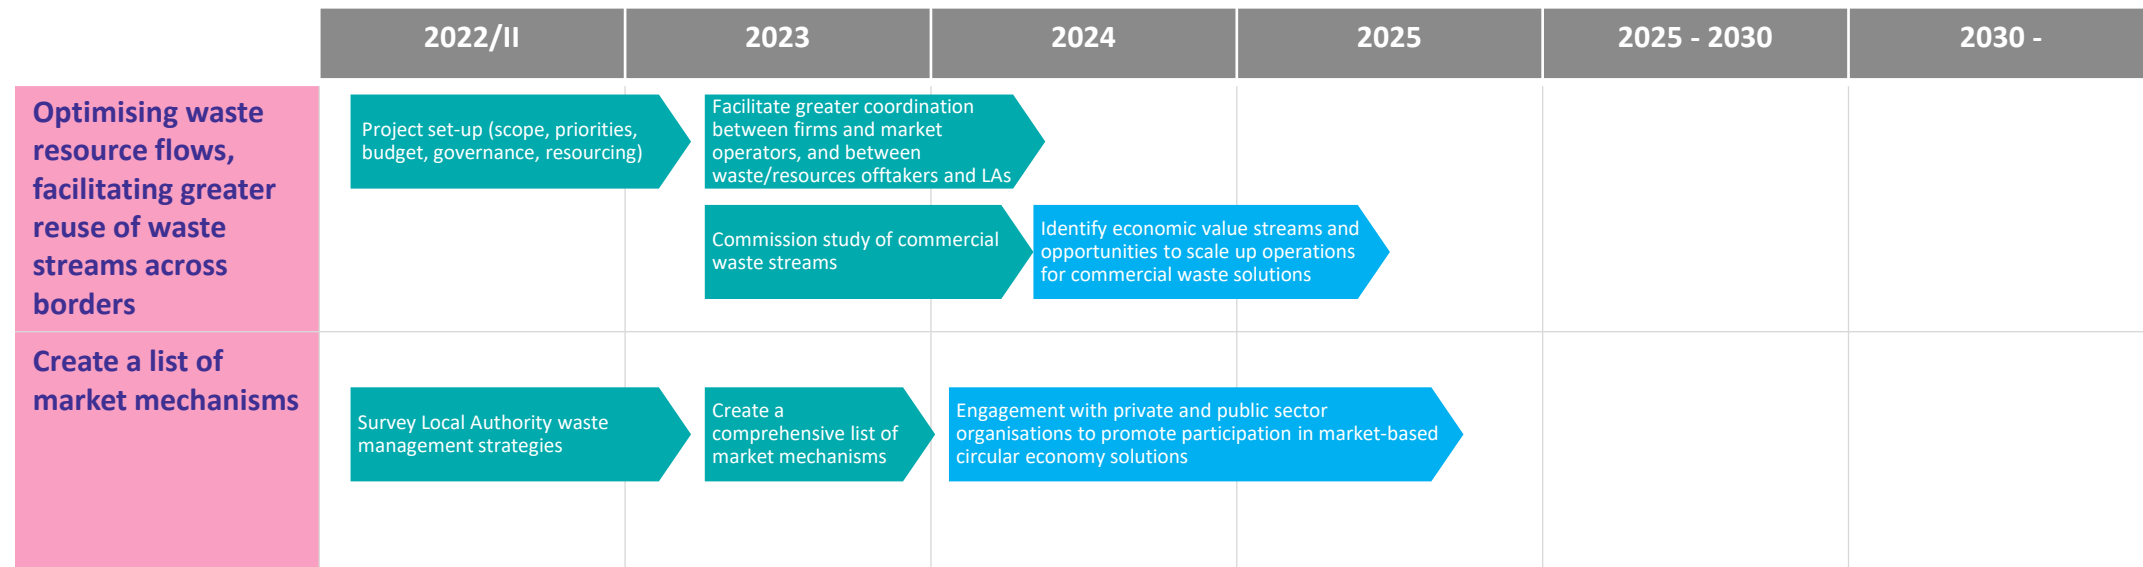 2022/II
2023
2024
2025
2025 - 2030
2030 -
Optimising waste
resource flows,
facilitating greater
reuse of waste
streams across
borders
Project set-up (scope, priorities,
budget, governance, resourcing)
Facilitate greater coordination
between firms and market
operators, and between
waste/resources offtakers and LAs
Commission study of commercial
waste streams
Identify economic value streams and
opportunities to scale up operations
for commercial waste solutions
Create a list of
market mechanisms
Survey Local Authority waste
management strategies
Create a
comprehensive list of
market mechanisms
Engagement with private and public sector
organisations to promote participation in market-based
circular economy solutions